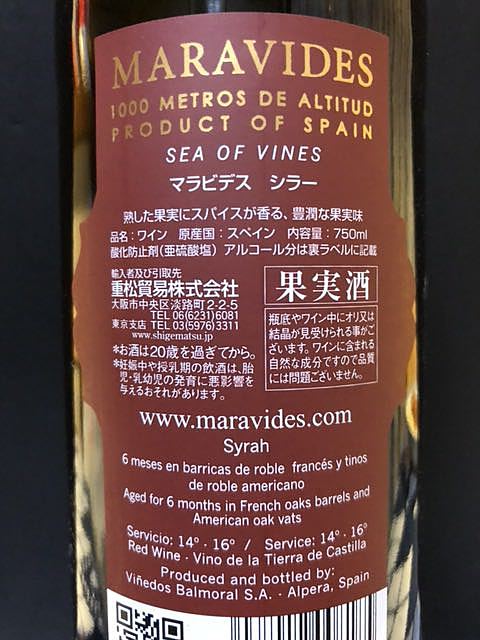 MARAVIDES
1000 METROS DE ALTITUD
PRODUCT OF SPAIN
SEA OF VINES
マラビデス シラー
熟した果実にスパイスが香る、豊潤な果実味
品名：ワイン 原産国：スペイン 内容量：750ml
酸化防止剤(亜硫酸塩) アルコール分は裏ラベルに記載
輸入者及び引取先
重松貿易株式会社
大阪市中央区淡路町2-2-5
TEL 06(6231)6081
東京支店 TEL 03(5976)3311
www.shigematsu.jp
*お酒は20歳を過ぎてから。
*妊娠中や授乳期の飲酒は、胎
児・乳幼児の発育に悪影響を
与えるおそれがあります。
果実酒
瓶底やワイン中にオリ又は
結晶が見受けられる事がご
ざいます。ワインに含まれる
自然な成分ですので品質
には問題ございません。
www.maravides.com
Syrah
6 meses en barricas de roble francés y tinos
de roble americano
Aged for 6 months in French oaks barrels and
American oak vats
Servicio: 14º - 16º / Service: 14º - 16º
Red Wine - Vino de la Tierra de Castilla
Produced and bottled by:
Viñedos Balmoral S.A. - Alpera, Spain